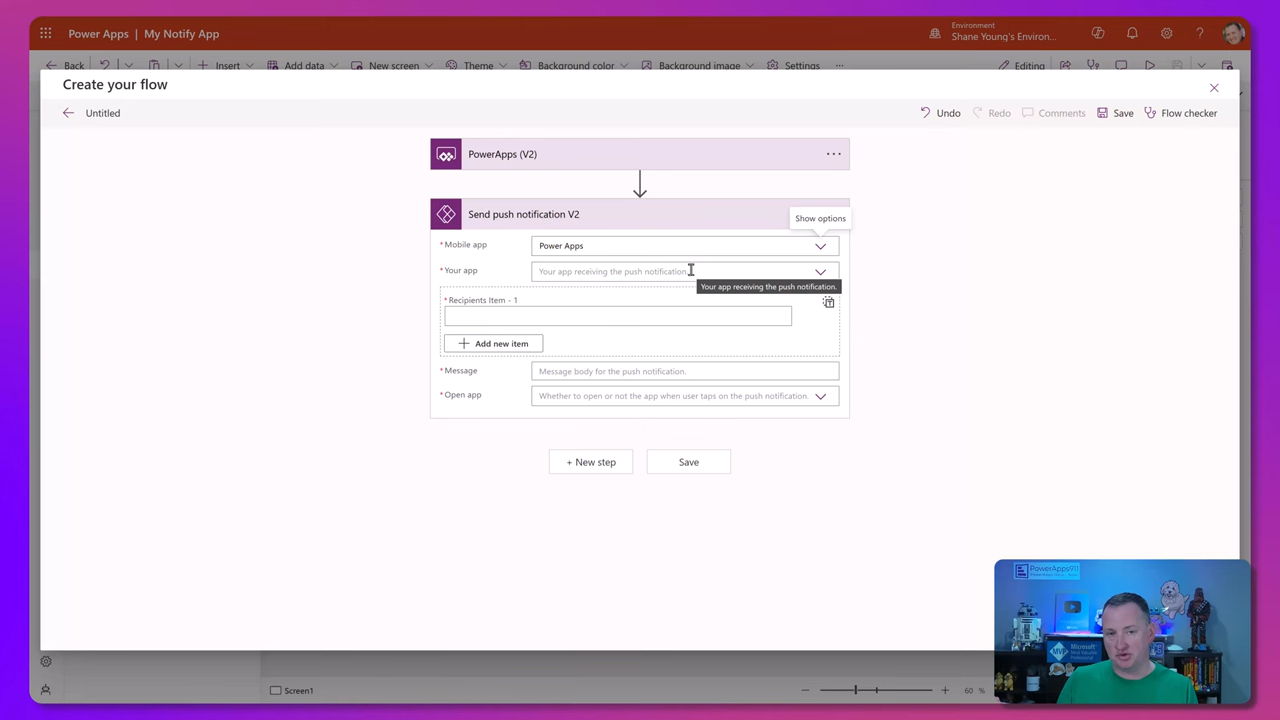 Power Apps | My Notify App
Environment
Shane Young's Environ...
Back
Insert
Add data
New screen
Theme
Background color
Background image
Settings
Editing
Create your flow
Untitled
Undo
Redo
Comments
Save
Flow checker
PowerApps (V2)
Send push notification V2
Show options
* Mobile app
Power Apps
* Your app
Your app receiving the push notification.
Your app receiving the push notification.
* Recipients Item - 1
Add new item
* Message
Message body for the push notification.
* Open app
Whether to open or not the app when user taps on the push notification.
+ New step
Save
PowerApps911
Microsoft
MVP
Screen1
60 %